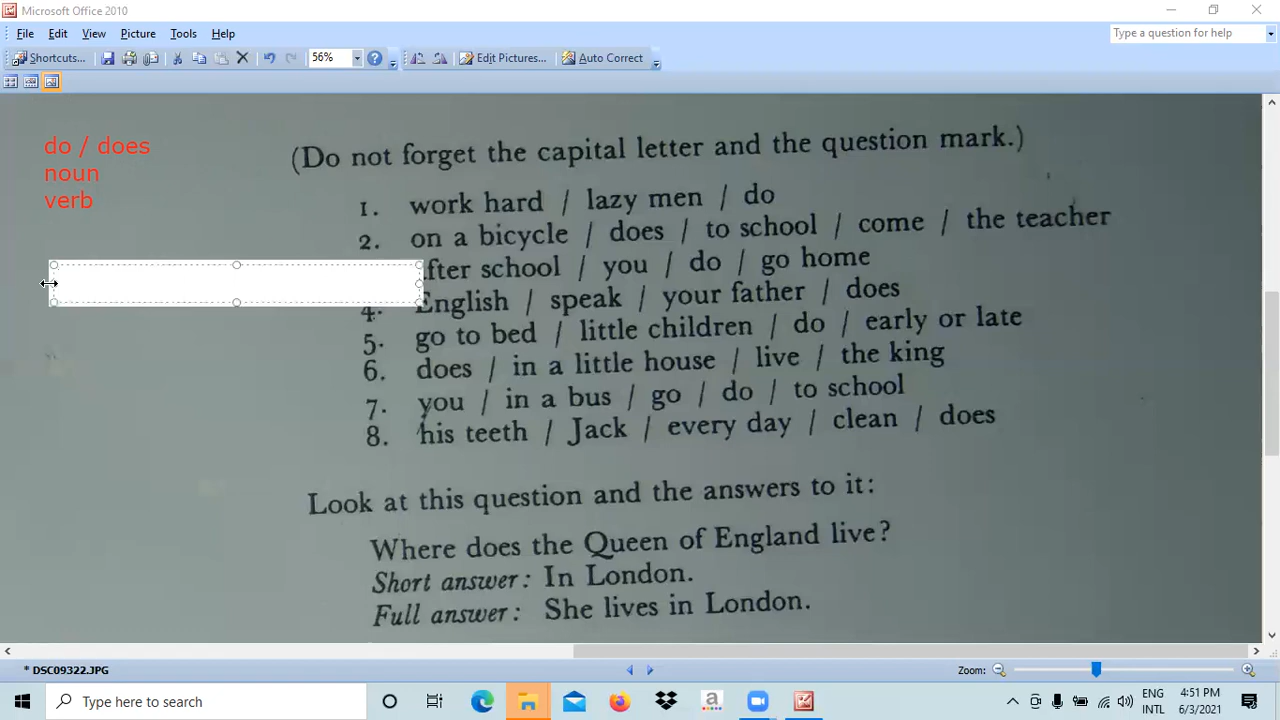 Microsoft Office 2010
File Edit View Picture Tools Help
Type a question for help
Shortcuts... 56% Edit Pictures... Auto Correct
do / does
noun
verb
(Do not forget the capital letter and the question mark.)
1. work hard / lazy men / do
2. on a bicycle / does / to school / come / the teacher
fter school / you / do / go home
4. English / speak / your father / does
5. go to bed / little children / do / early or late
6. does / in a little house / live / the king
7. you / in a bus / go / do / to school
8. his teeth / Jack / every day / clean / does
Look at this question and the answers to it:
Where does the Queen of England live?
Short answer: In London.
Full answer: She lives in London.
* DSC09322.JPG
Zoom:
Type here to search
a
ENG
INTL
4:51 PM
6/3/2021